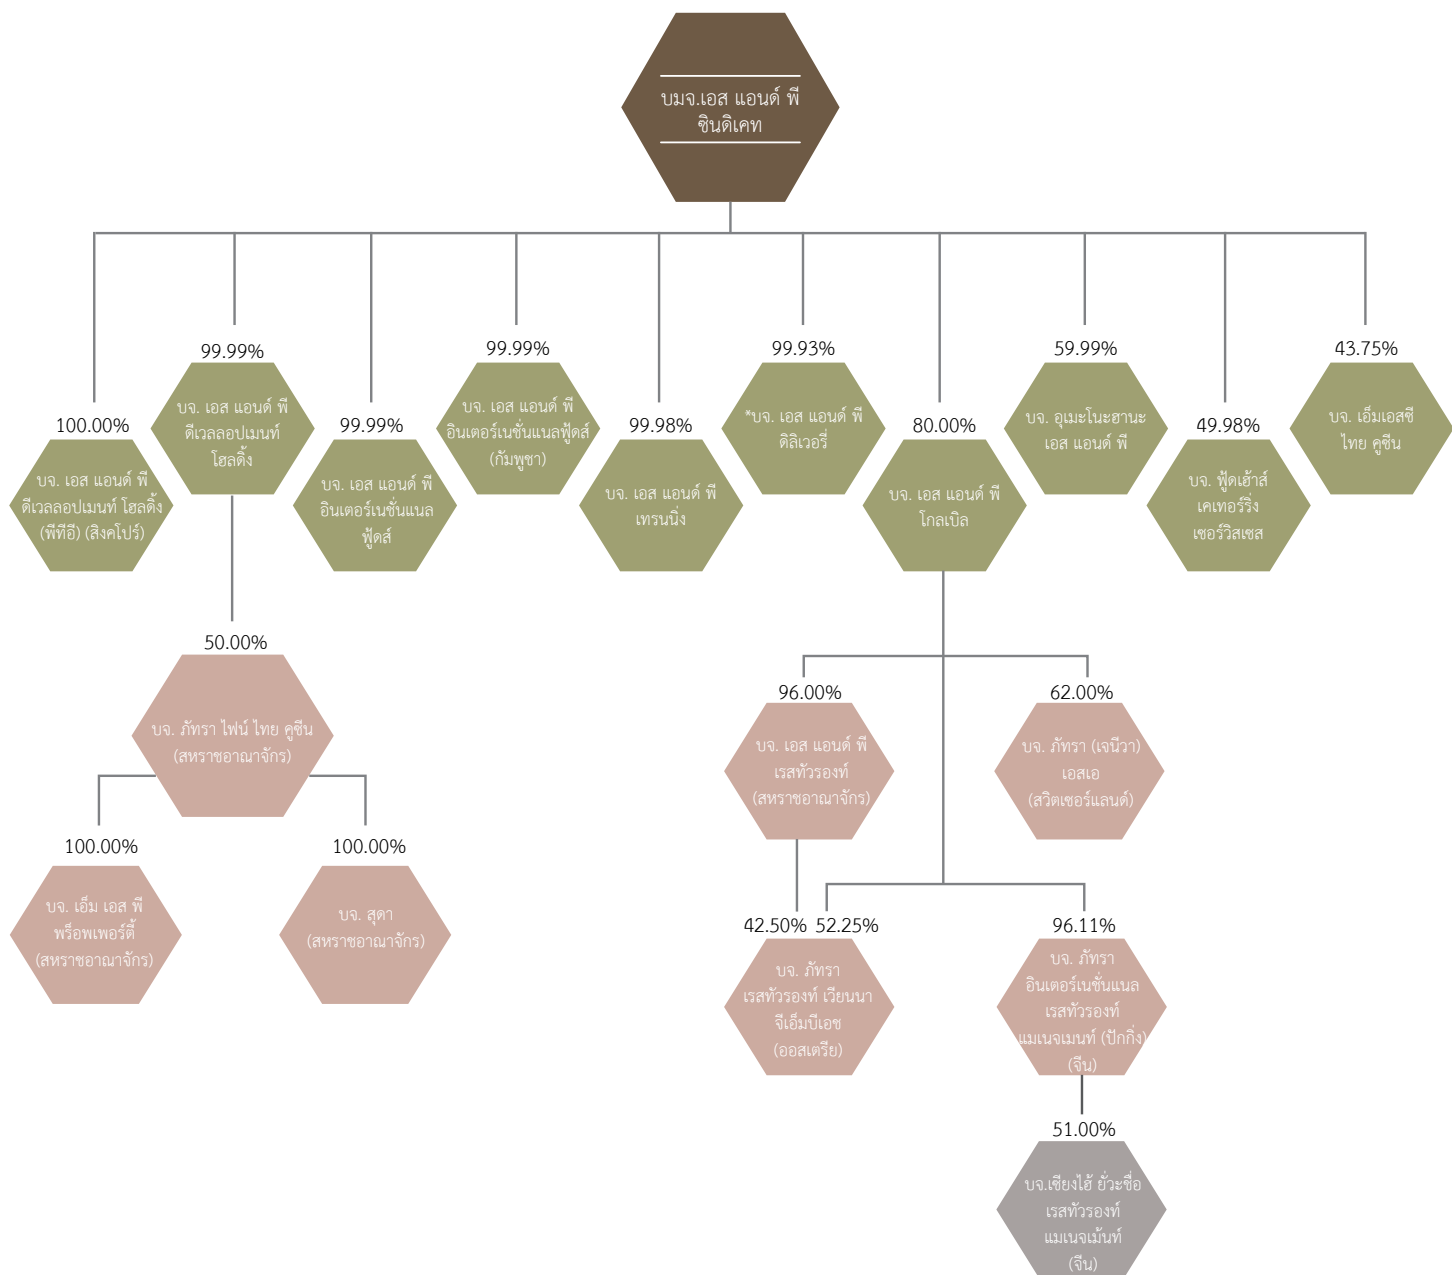 บมจ.เอส แอนด์ พี
ซินดิเคท
100.00%
บจ. เอส แอนด์ พี
ดีเวลลอปเมนท์ โฮลดิ้ง
(พีทีอี) (สิงคโปร์)
99.99%
บจ. เอส แอนด์ พี
ดีเวลลอปเมนท์
โฮลดิ้ง
99.99%
บจ. เอส แอนด์ พี
อินเตอร์เนชั่นแนล
ฟู้ดส์
99.99%
บจ. เอส แอนด์ พี
อินเตอร์เนชั่นแนลฟู้ดส์
(กัมพูชา)
99.98%
บจ. เอส แอนด์ พี
เทรนนิ่ง
99.93%
*บจ. เอส แอนด์ พี
ดิลิเวอรี่
80.00%
บจ. เอส แอนด์ พี
โกลเบิล
59.99%
บจ. อุเมะโนะฮานะ
เอส แอนด์ พี
49.98%
บจ. ฟู้ตเฮ้าส์
เคเทอร์ริ่ง
เซอร์วิสเซส
43.75%
บจ. เอ็มเอสซี
ไทย คูซีน
50.00%
บจ. ภัทรา ไฟน์ ไทย คูซีน
(สหราชอาณาจักร)
100.00%
บจ. เอ็ม เอส พี
พร็อพเพอร์ตี้
(สหราชอาณาจักร)
100.00%
บจ. สุดา
(สหราชอาณาจักร)
96.00%
บจ. เอส แอนด์ พี
เรสทัวรองท์
(สหราชอาณาจักร)
62.00%
บจ. ภัทรา (เจนีวา)
เอสเอ
(สวิตเซอร์แลนด์)
42.50% 52.25%
บจ. ภัทรา
เรสทัวรองท์ เวียนนา
จีเอ็มบีเอช
(ออสเตรีย)
96.11%
บจ. ภัทรา
อินเตอร์เนชั่นแนล
เรสทัวรองท์
แมเนจเมนท์ (ปักกิ่ง)
(จีน)
51.00%
บจ.เซียงไฮ้ ยั่วะชื่อ
เรสทัวรองท์
แมเนจเม้นท์
(จีน)